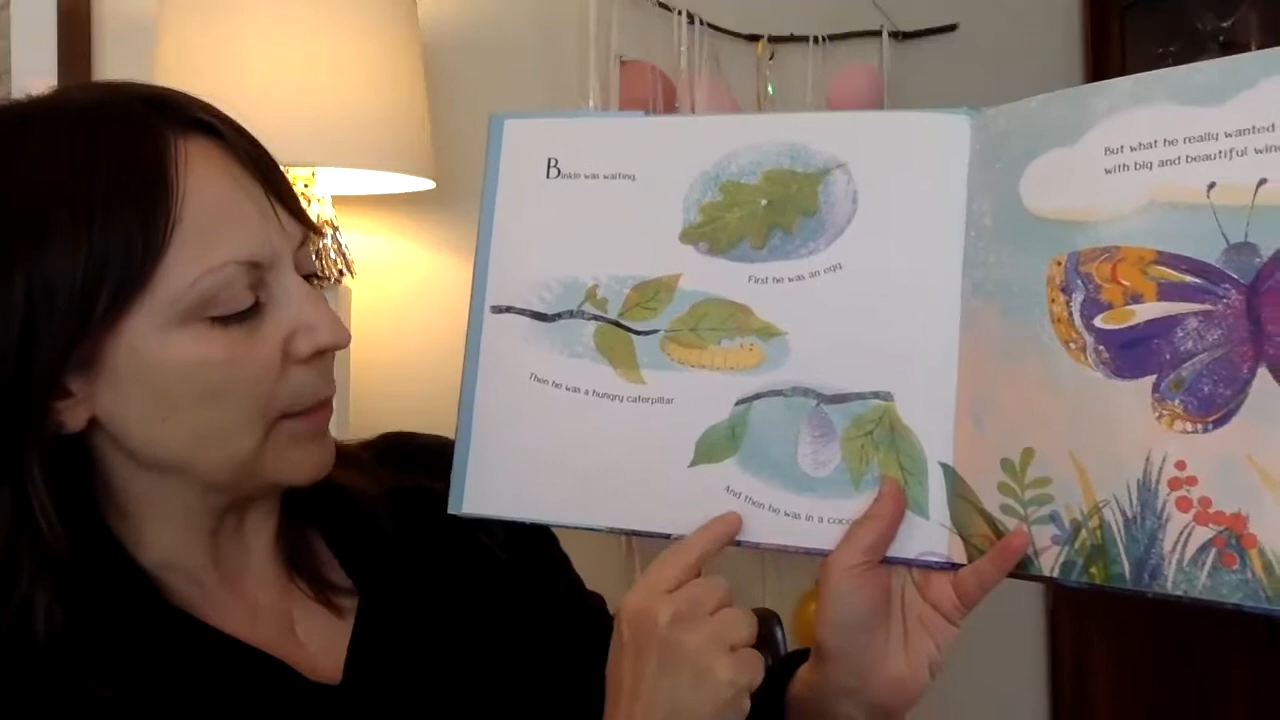 Binkle was waiting.
First he was an egg.
Then he was a hungry caterpillar.
And then he was in a
But what he really wanted
with big and beautiful